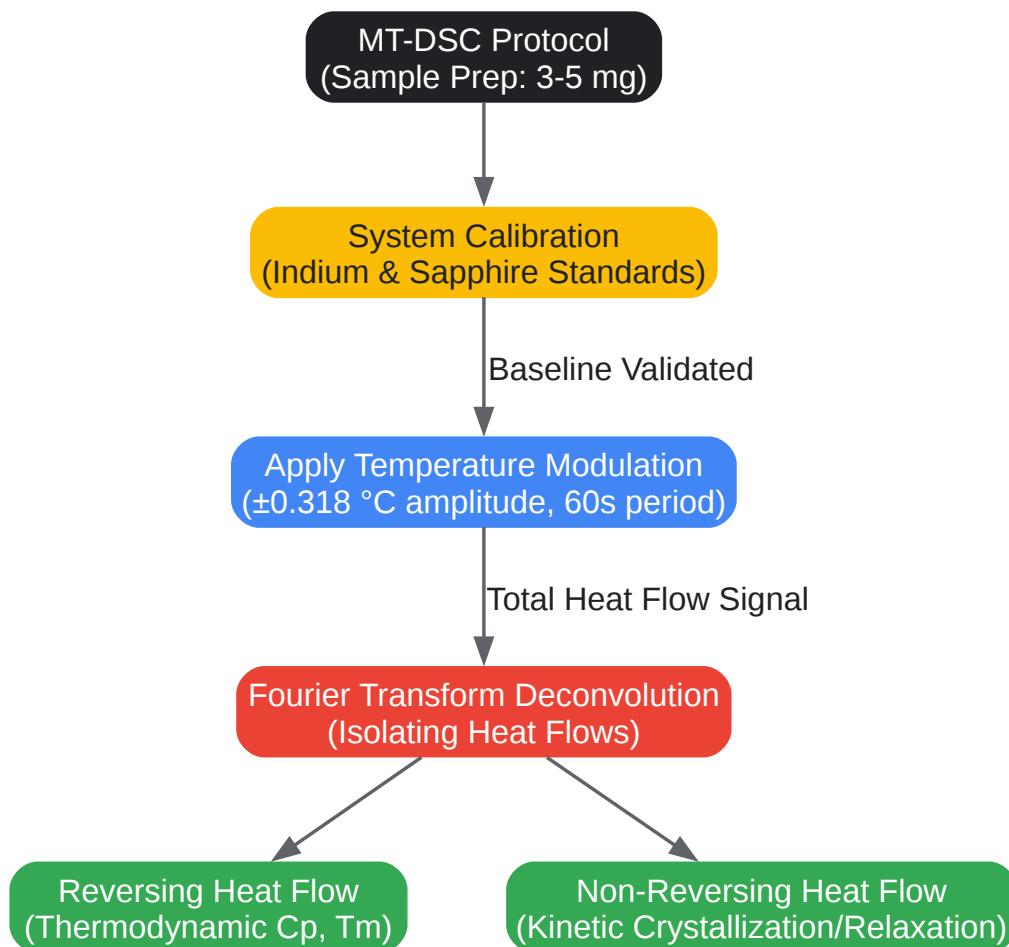 MT-DSC Protocol
(Sample Prep: 3-5 mg)
System Calibration
(Indium & Sapphire Standards)
Baseline Validated
Apply Temperature Modulation
(±0.318 °C amplitude, 60s period)
Total Heat Flow Signal
Fourier Transform Deconvolution
(Isolating Heat Flows)
Reversing Heat Flow
(Thermodynamic Cp, Tm)
Non-Reversing Heat Flow
(Kinetic Crystallization/Relaxation)